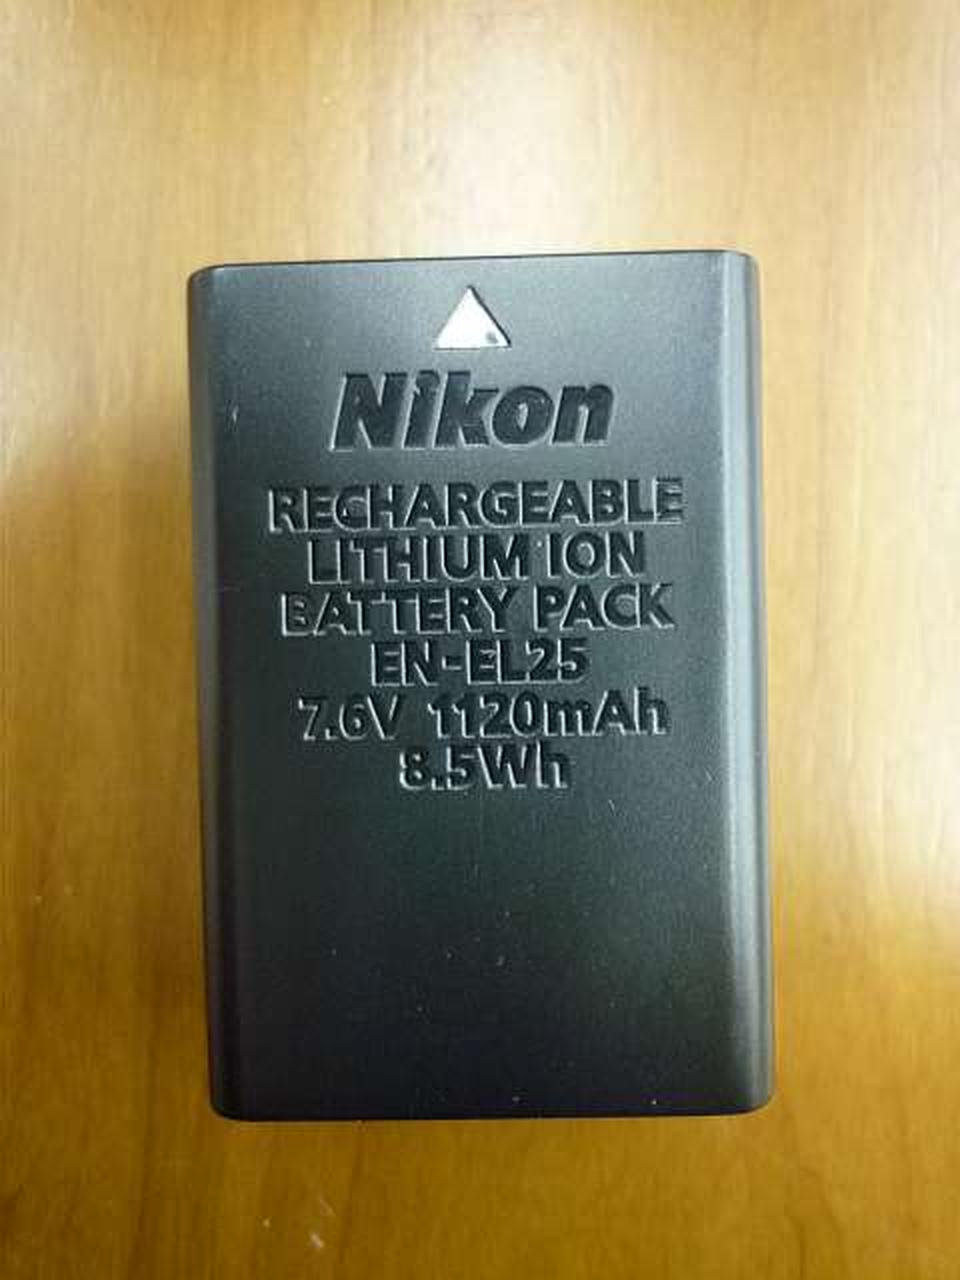 Nikon
RECHARGEABLE
LITHIUM ION
BATTERY PACK
EN-EL25
7.6V 1120mAh
8.5Wh